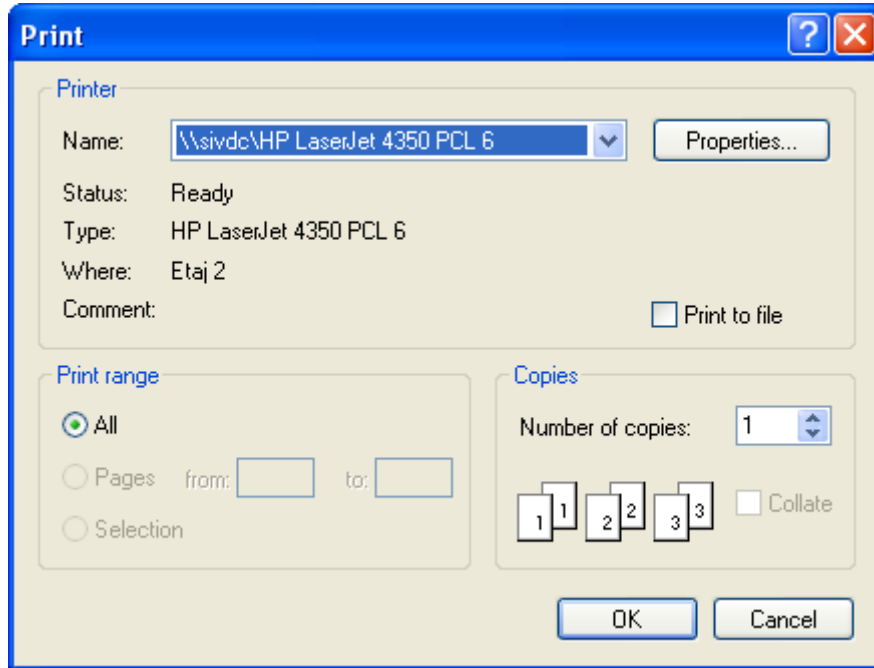 Print
Printer
Name: \\sivdc\HP LaserJet 4350 PCL 6 Properties...
Status: Ready
Type: HP LaserJet 4350 PCL 6
Where: Etaj 2
Comment:
Print to file
Print range
All
Pages from: to:
Selection
Copies
Number of copies: 1
1 1 2 2 3 3 Collate
OK Cancel